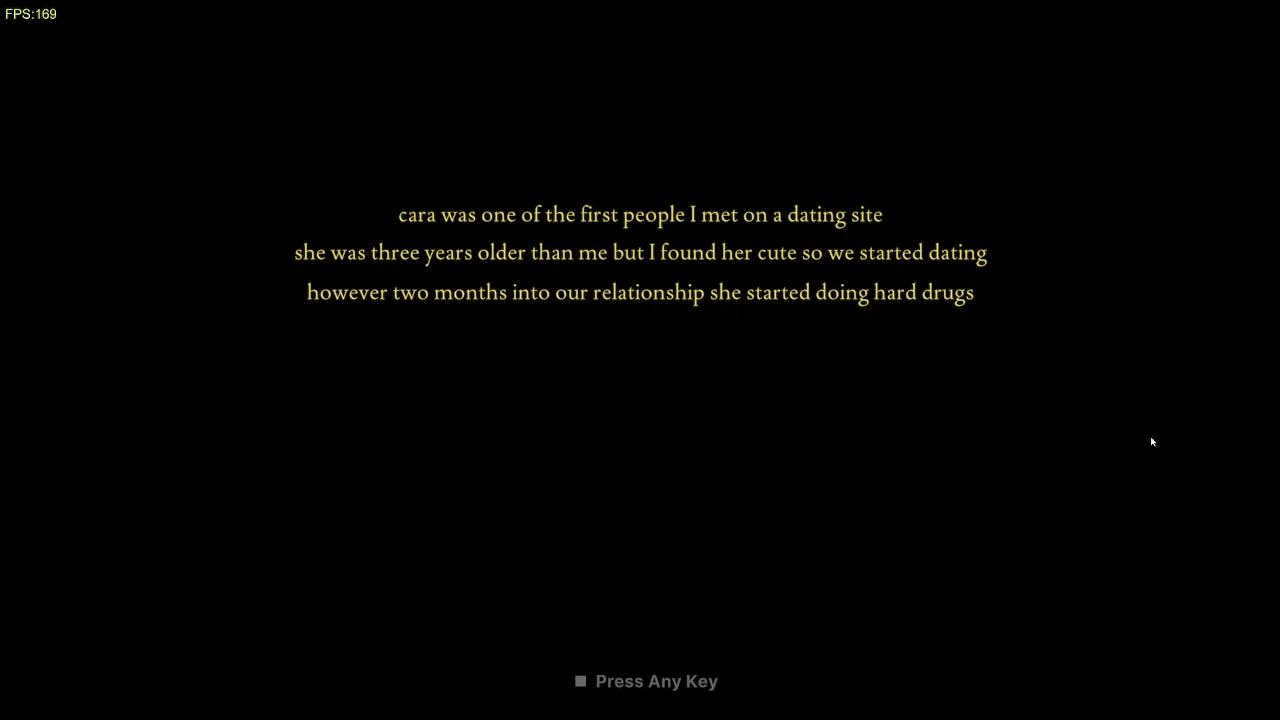 FPS:169
cara was one of the first people I met on a dating site
she was three years older than me but I found her cute so we started dating
however two months into our relationship she started doing hard drugs
Press Any Key